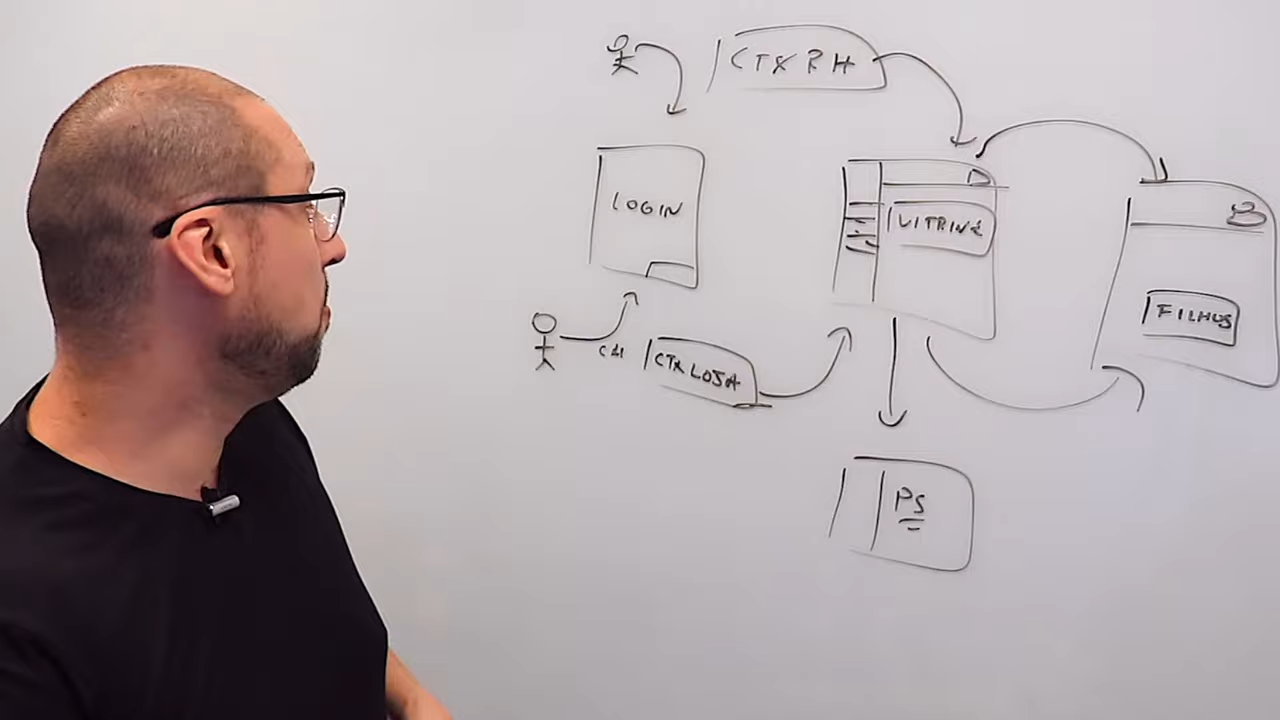 CTX RH
LOGIN
VITRINE
FILHOS
CTX LOJA
PS